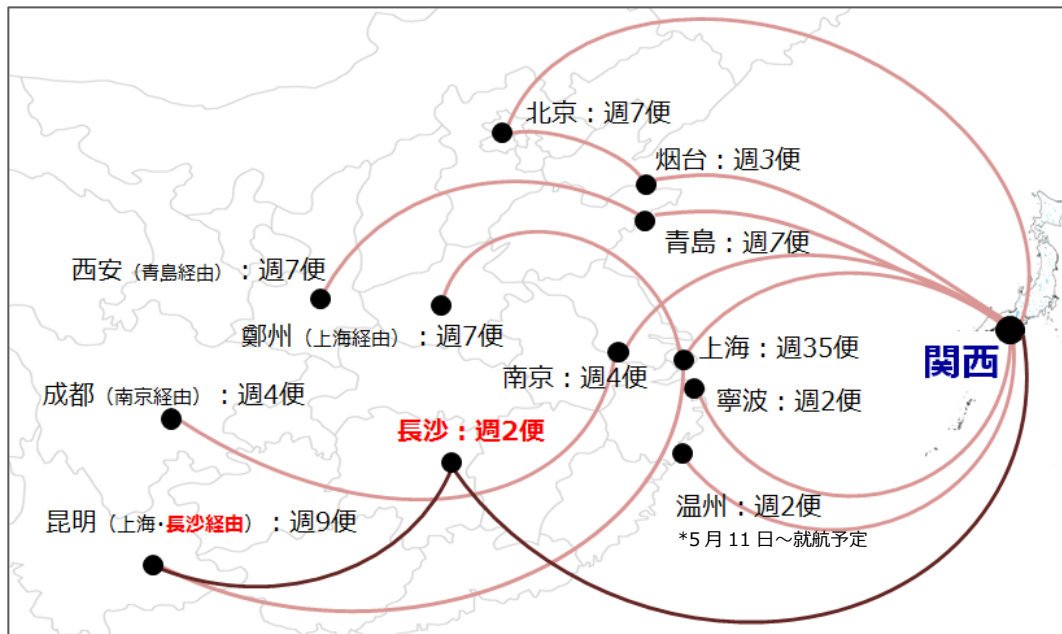 北京：週7便
烟台：週3便
青島：週7便
西安（青島経由）：週7便
鄭州（上海経由）：週7便
上海：週35便
関西
南京：週4便
成都（南京経由）：週4便
寧波：週2便
長沙：週2便
温州：週2便
*5月11日～就航予定
昆明（上海・長沙経由）：週9便